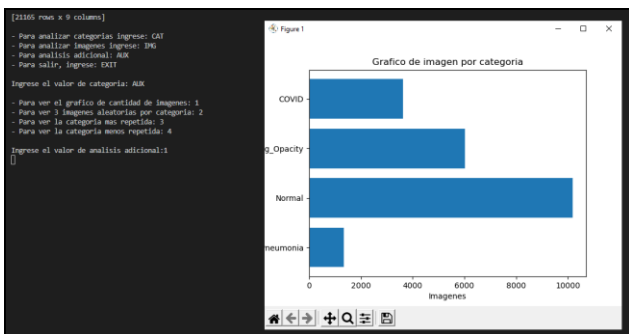 [21165 rows x 9 columns]
- Para analizar categorias ingrese: CAT
- Para analizar imagenes ingrese: IMG
- Para analisis adicional: AUX
- Para salir, ingrese: EXIT
Ingrese el valor de categoria: AUX
- Para ver el grafico de cantidad de imagenes: 1
- Para ver 3 imagenes aleatorias por categoria: 2
- Para ver la categoria mas repetida: 3
- Para ver la categoria menos repetida: 4
Ingrese el valor de analisis adicional:1
Figure 1
Grafico de imagen por categoria
COVID
g_Opacity
Normal
neumonia
0 2000 4000 6000 8000 10000
Imagenes